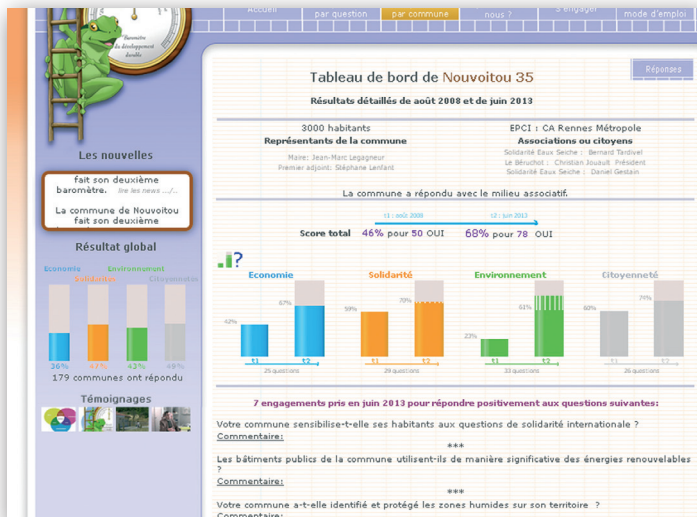 Accueil
par question
par commune
nous ?
S'engager
mode d'emploi
Baromètre
du développement
durable
Les nouvelles
fait son deuxième
baromètre. lire les news .../..
La commune de Nouvoitou
fait son deuxième
Résultat global
Economie Environnement
Solidarité Citoyenneté
36% 47% 43% 49%
179 communes ont répondu
Témoignages
Tableau de bord de Nouvoitou 35
Réponses
Résultats détaillés de août 2008 et de juin 2013
3000 habitants
Représentants de la commune
Maire: Jean-Marc Legagneur
Premier adjoint: Stéphane Lenfant
EPCI : CA Rennes Métropole
Associations ou citoyens
Solidarité Eaux Seiche : Bernard Tardivel
Le Béruchot : Christian Jouault Président
Solidarité Eaux Seiche : Daniel Gestain
La commune a répondu avec le milieu associatif.
t1 : août 2008 t2 : juin 2013
Score total 46% pour 50 OUI 68% pour 78 OUI
?
Economie Solidarité Environnement Citoyenneté
42% 67% 59% 70% 23% 61% 60% 74%
t1 t2 t1 t2 t1 t2 t1 t2
25 questions 29 questions 33 questions 26 questions
7 engagements pris en juin 2013 pour répondre positivement aux questions suivantes:
Votre commune sensibilise-t-elle ses habitants aux questions de solidarité internationale ?
Commentaire:
***
Les bâtiments publics de la commune utilisent-ils de manière significative des énergies renouvelables
?
Commentaire:
***
Votre commune a-t-elle identifié et protégé les zones humides sur son territoire ?
Commentaire: